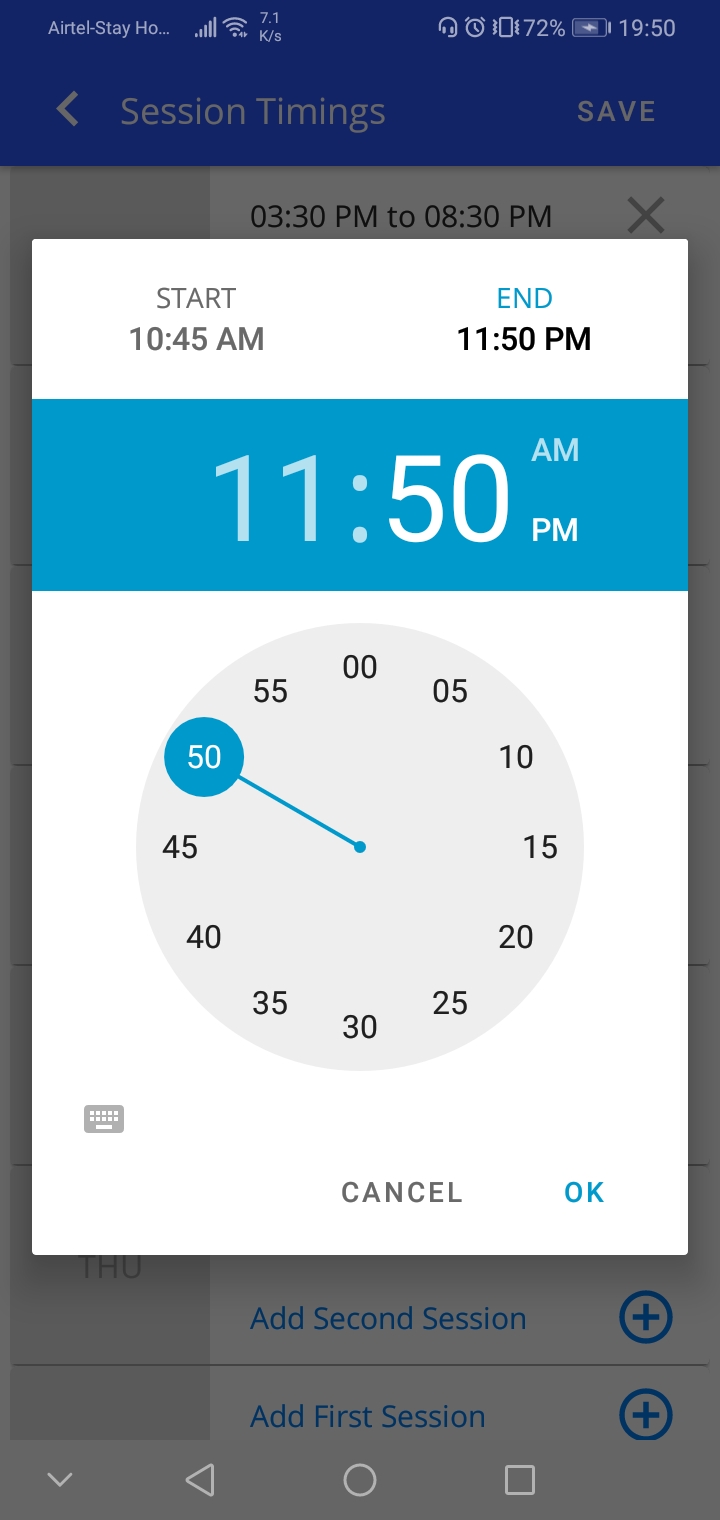 Airtel-Stay Ho... 7.1 K/s 72% 19:50
Session Timings SAVE
03:30 PM to 08:30 PM
START END
10:45 AM 11:50 PM
11:50 AM PM
00
55 05
50 10
45 15
40 20
35 25
30
CANCEL OK
THU
Add Second Session
Add First Session